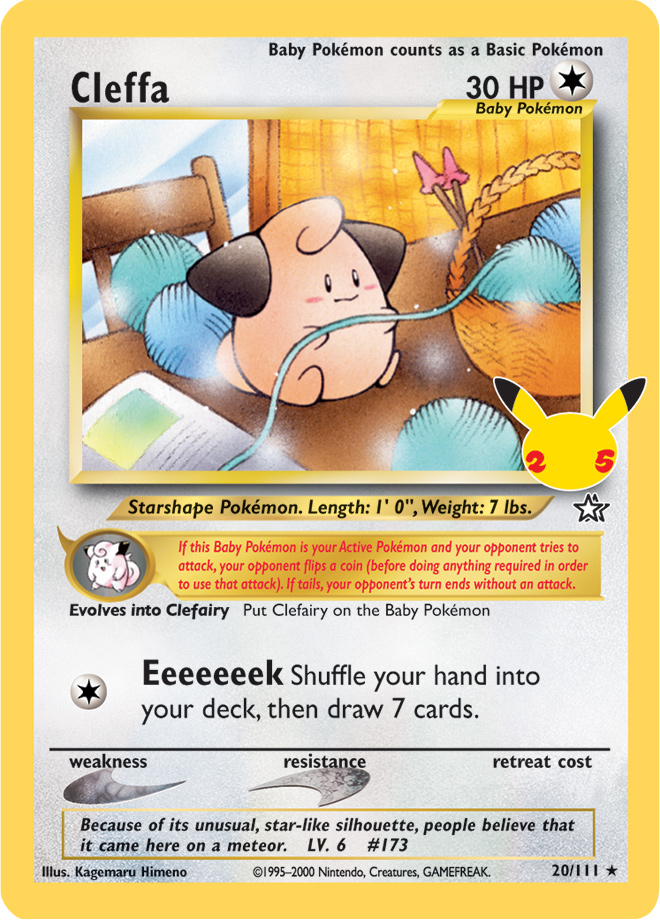 Baby Pokémon counts as a Basic Pokémon
Cleffa
30 HP
Baby Pokémon
2 5
Starshape Pokémon. Length: 1' 0", Weight: 7 lbs.
If this Baby Pokémon is your Active Pokémon and your opponent tries to
attack, your opponent flips a coin (before doing anything required in order
to use that attack). If tails, your opponent's turn ends without an attack.
Evolves into Clefairy Put Clefairy on the Baby Pokémon
Eeeeeeek Shuffle your hand into
your deck, then draw 7 cards.
weakness resistance retreat cost
Because of its unusual, star-like silhouette, people believe that
it came here on a meteor. LV. 6 #173
Illus. Kagemaru Himeno ©1995–2000 Nintendo, Creatures, GAMEFREAK. 20/111 ★